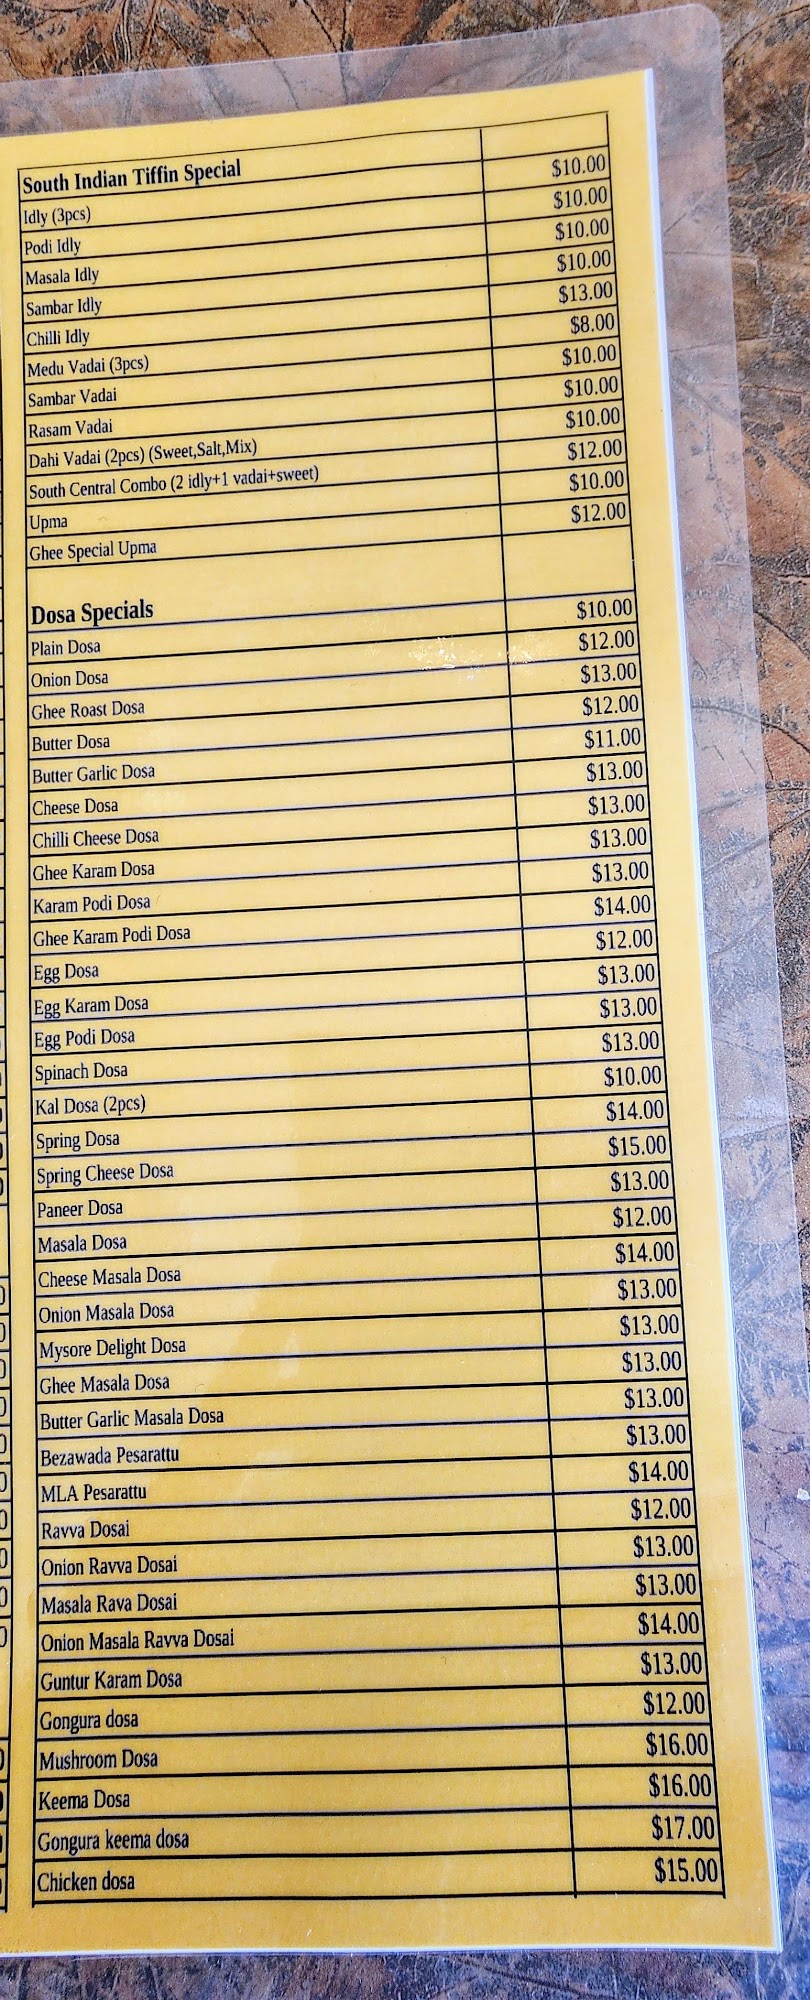 South Indian Tiffin Special
Idly (3pcs) $10.00
Podi Idly $10.00
Masala Idly $10.00
Sambar Idly $10.00
Chilli Idly $13.00
Medu Vadai (3pcs) $8.00
Sambar Vadai $10.00
Rasam Vadai $10.00
Dahi Vadai (2pcs) (Sweet,Salt,Mix) $10.00
South Central Combo (2 idly+1 vadai+sweet) $12.00
Upma $10.00
Ghee Special Upma $12.00
Dosa Specials
Plain Dosa $10.00
Onion Dosa $12.00
Ghee Roast Dosa $13.00
Butter Dosa $12.00
Butter Garlic Dosa $11.00
Cheese Dosa $13.00
Chilli Cheese Dosa $13.00
Ghee Karam Dosa $13.00
Karam Podi Dosa $13.00
Ghee Karam Podi Dosa $14.00
Egg Dosa $12.00
Egg Karam Dosa $13.00
Egg Podi Dosa $13.00
Spinach Dosa $13.00
Kal Dosa (2pcs) $10.00
Spring Dosa $14.00
Spring Cheese Dosa $15.00
Paneer Dosa $13.00
Masala Dosa $12.00
Cheese Masala Dosa $14.00
Onion Masala Dosa $13.00
Mysore Delight Dosa $13.00
Ghee Masala Dosa $13.00
Butter Garlic Masala Dosa $13.00
Bezawada Pesarattu $13.00
MLA Pesarattu $14.00
Ravva Dosai $12.00
Onion Ravva Dosai $13.00
Masala Rava Dosai $13.00
Onion Masala Ravva Dosai $14.00
Guntur Karam Dosa $13.00
Gongura dosa $12.00
Mushroom Dosa $16.00
Keema Dosa $16.00
Gongura keema dosa $17.00
Chicken dosa $15.00